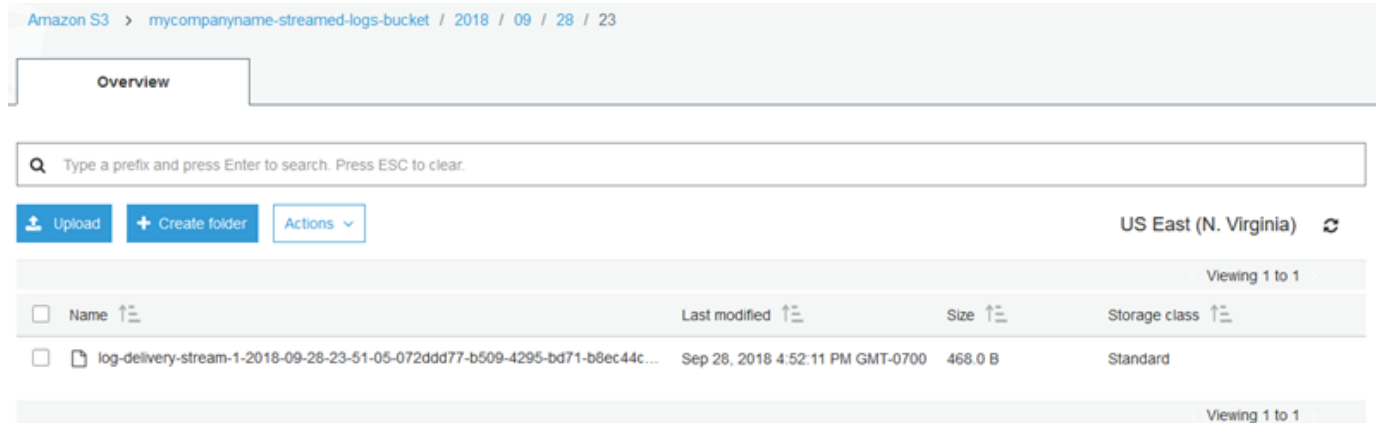 Amazon S3 > mycompanyname-streamed-logs-bucket / 2018 / 09 / 28 / 23
Overview
Type a prefix and press Enter to search. Press ESC to clear.
Upload + Create folder Actions US East (N. Virginia)
Viewing 1 to 1
Name Last modified Size Storage class
log-delivery-stream-1-2018-09-28-23-51-05-072ddd77-b509-4295-bd71-b8ec44c... Sep 28, 2018 4:52:11 PM GMT-0700 468.0 B Standard
Viewing 1 to 1